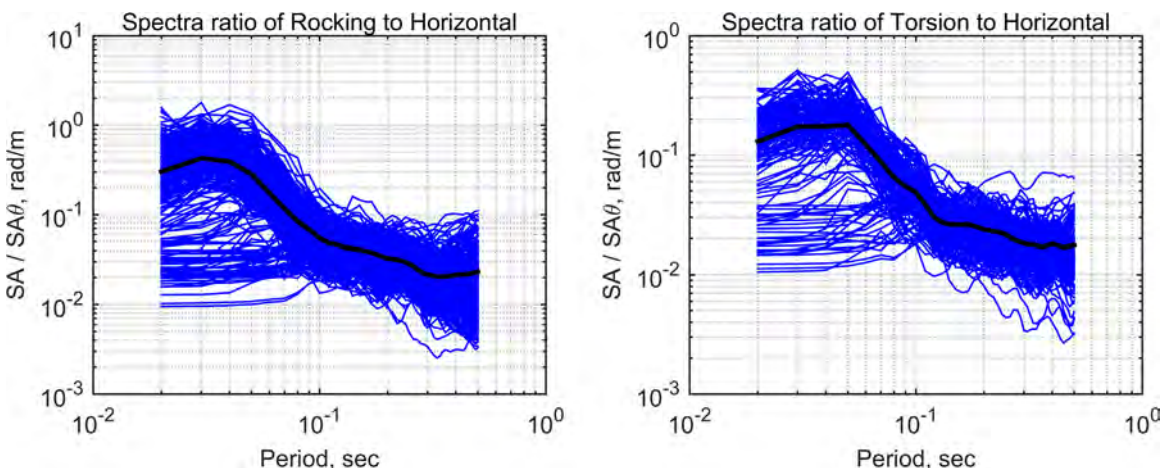 Spectra ratio of Rocking to Horizontal
SA / SAθ, rad/m
10^1
10^0
10^-1
10^-2
10^-3
10^-2
10^-1
10^0
Period, sec
Spectra ratio of Torsion to Horizontal
SA / SAθ, rad/m
10^0
10^-1
10^-2
10^-3
10^-2
10^-1
10^0
Period, sec